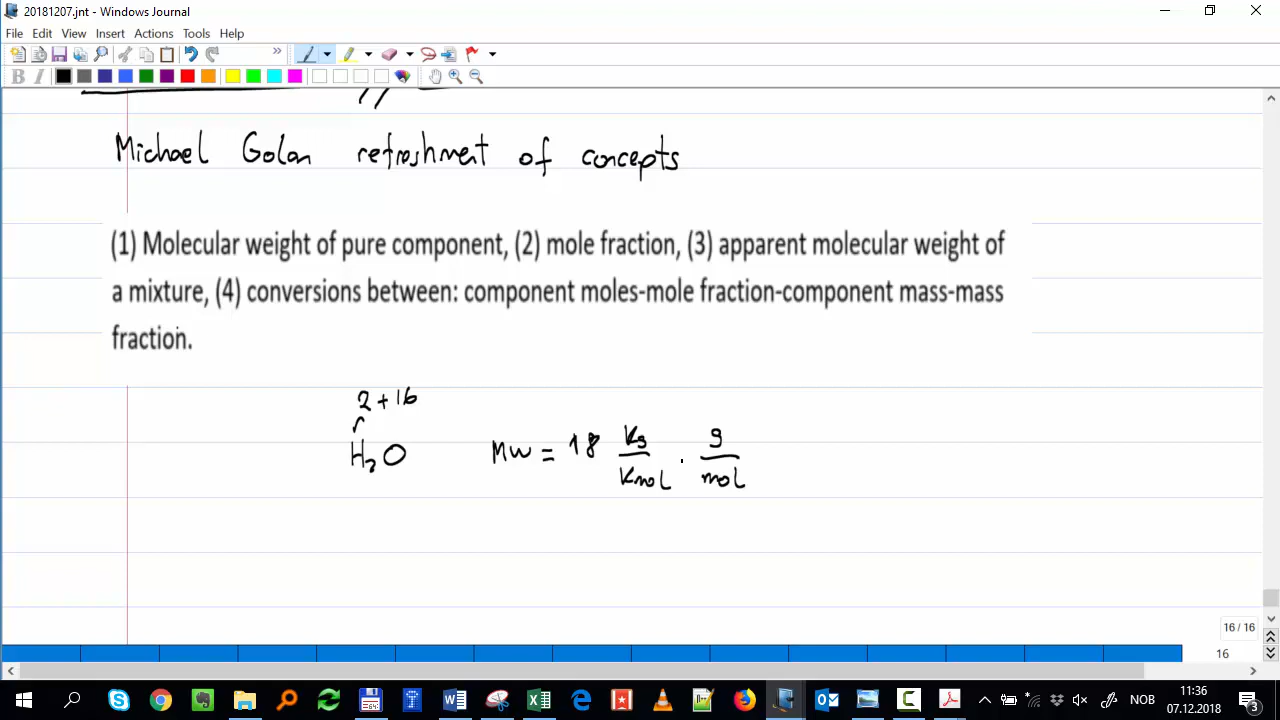 20181207.jnt - Windows Journal
File Edit View Insert Actions Tools Help
B I
Michael Golan refreshment of concepts
(1) Molecular weight of pure component, (2) mole fraction, (3) apparent molecular weight of
a mixture, (4) conversions between: component moles-mole fraction-component mass-mass
fraction.
2 + 16
H₂O MW = 18 Kg/Kmol · g/mol
16 / 16
16
NOB
11:36
07.12.2018
3